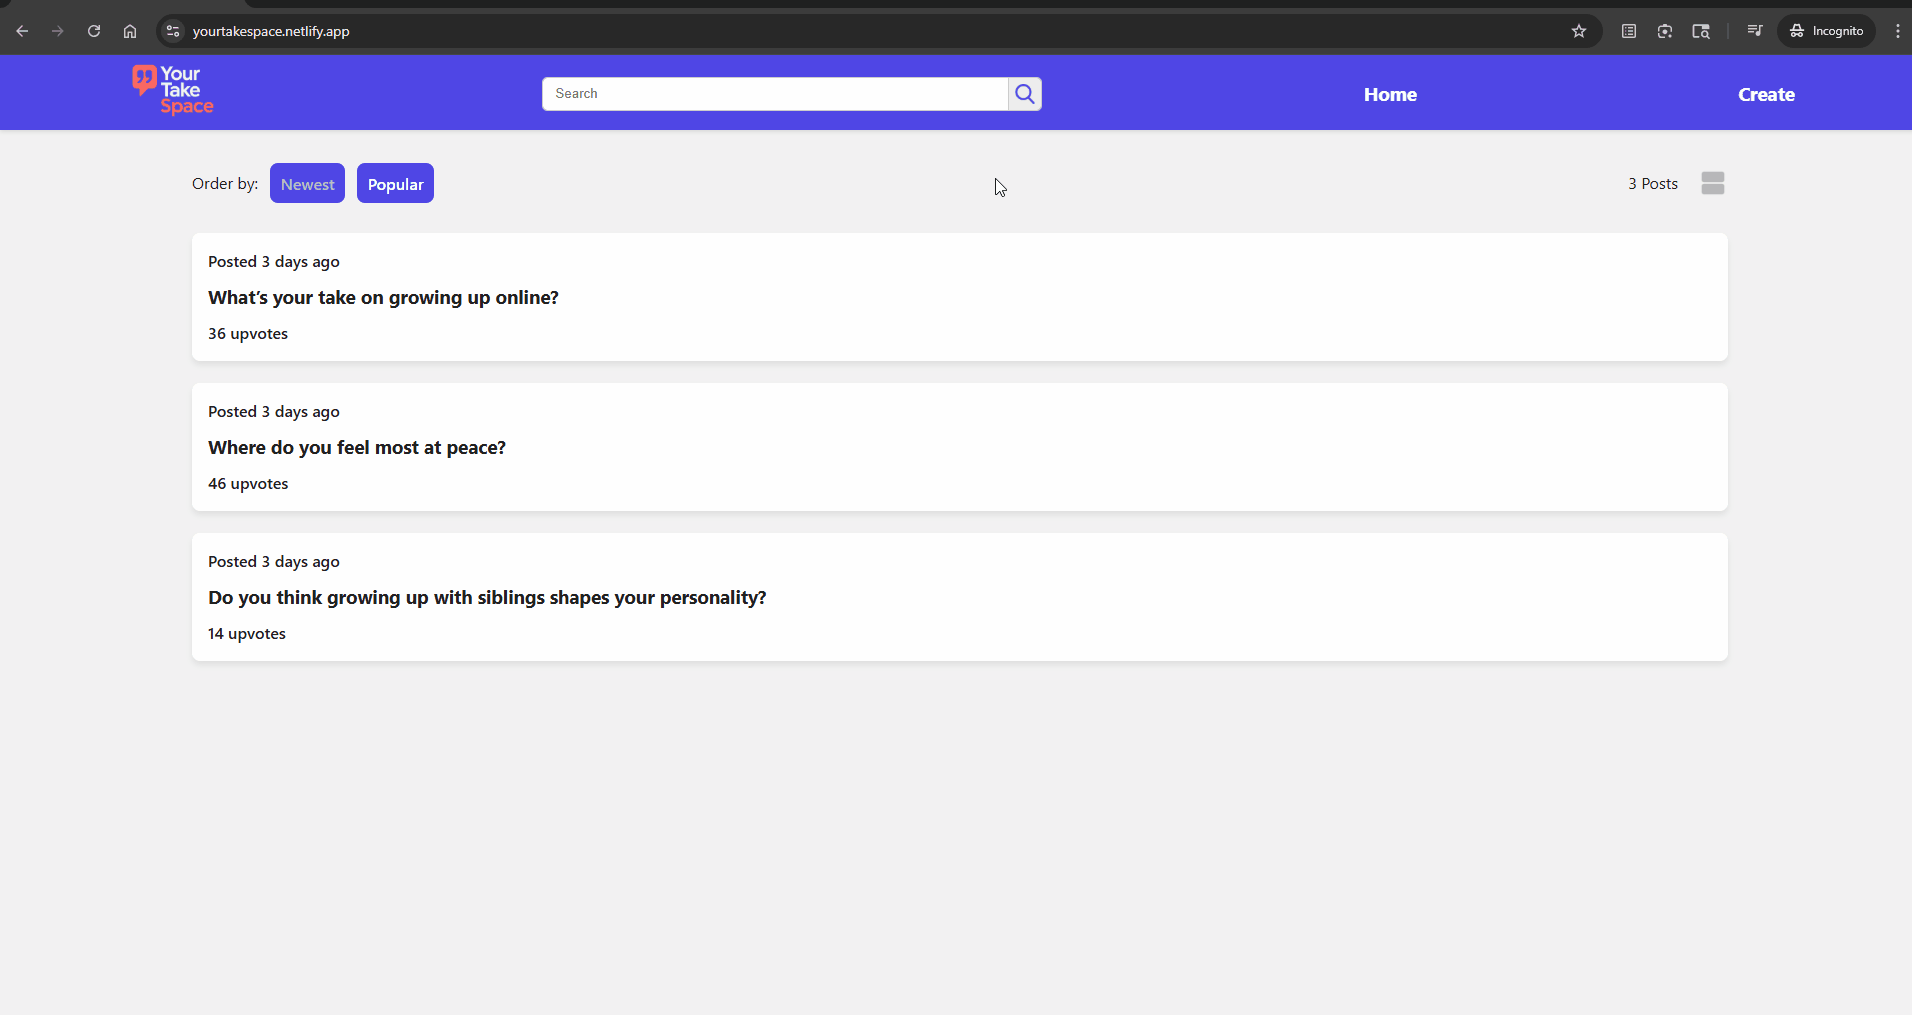 yourtakespace.netlify.app
Incognito
Your
Take
Space
Search
Home
Create
Order by:
Newest
Popular
3 Posts
Posted 3 days ago
What’s your take on growing up online?
36 upvotes
Posted 3 days ago
Where do you feel most at peace?
46 upvotes
Posted 3 days ago
Do you think growing up with siblings shapes your personality?
14 upvotes